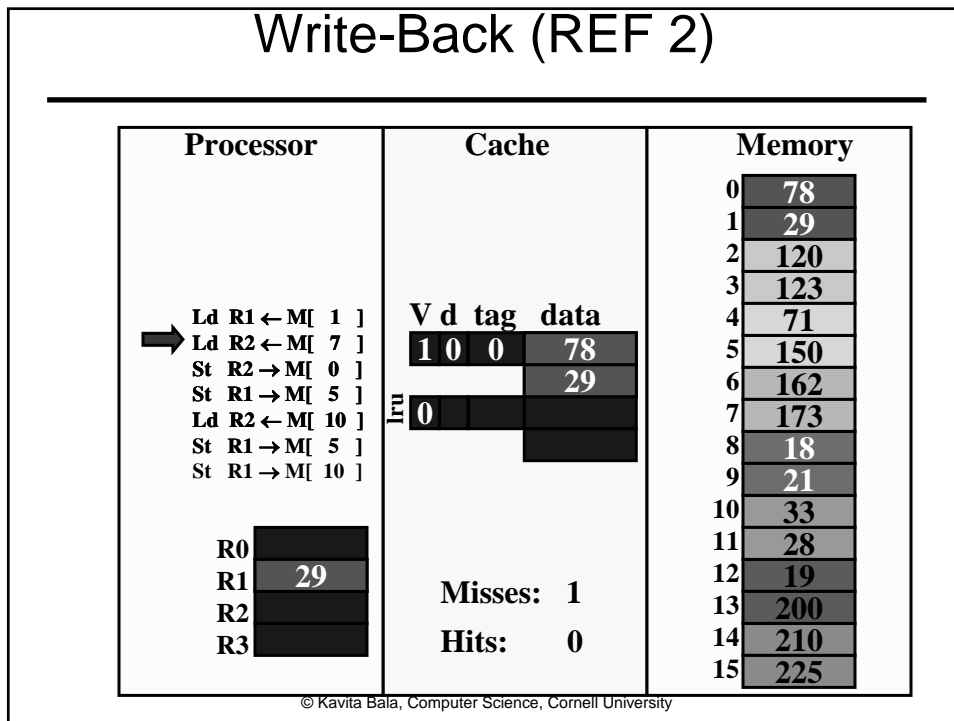 Write-Back (REF 2)
Processor
Ld R1 ← M[ 1 ]
Ld R2 ← M[ 7 ]
St R2 → M[ 0 ]
St R1 → M[ 5 ]
Ld R2 ← M[ 10 ]
St R1 → M[ 5 ]
St R1 → M[ 10 ]
R0
R1 29
R2
R3
Cache
V d tag data
1 0 0 78
29
lru
0
Misses: 1
Hits: 0
Memory
0 78
1 29
2 120
3 123
4 71
5 150
6 162
7 173
8 18
9 21
10 33
11 28
12 19
13 200
14 210
15 225
© Kavita Bala, Computer Science, Cornell University